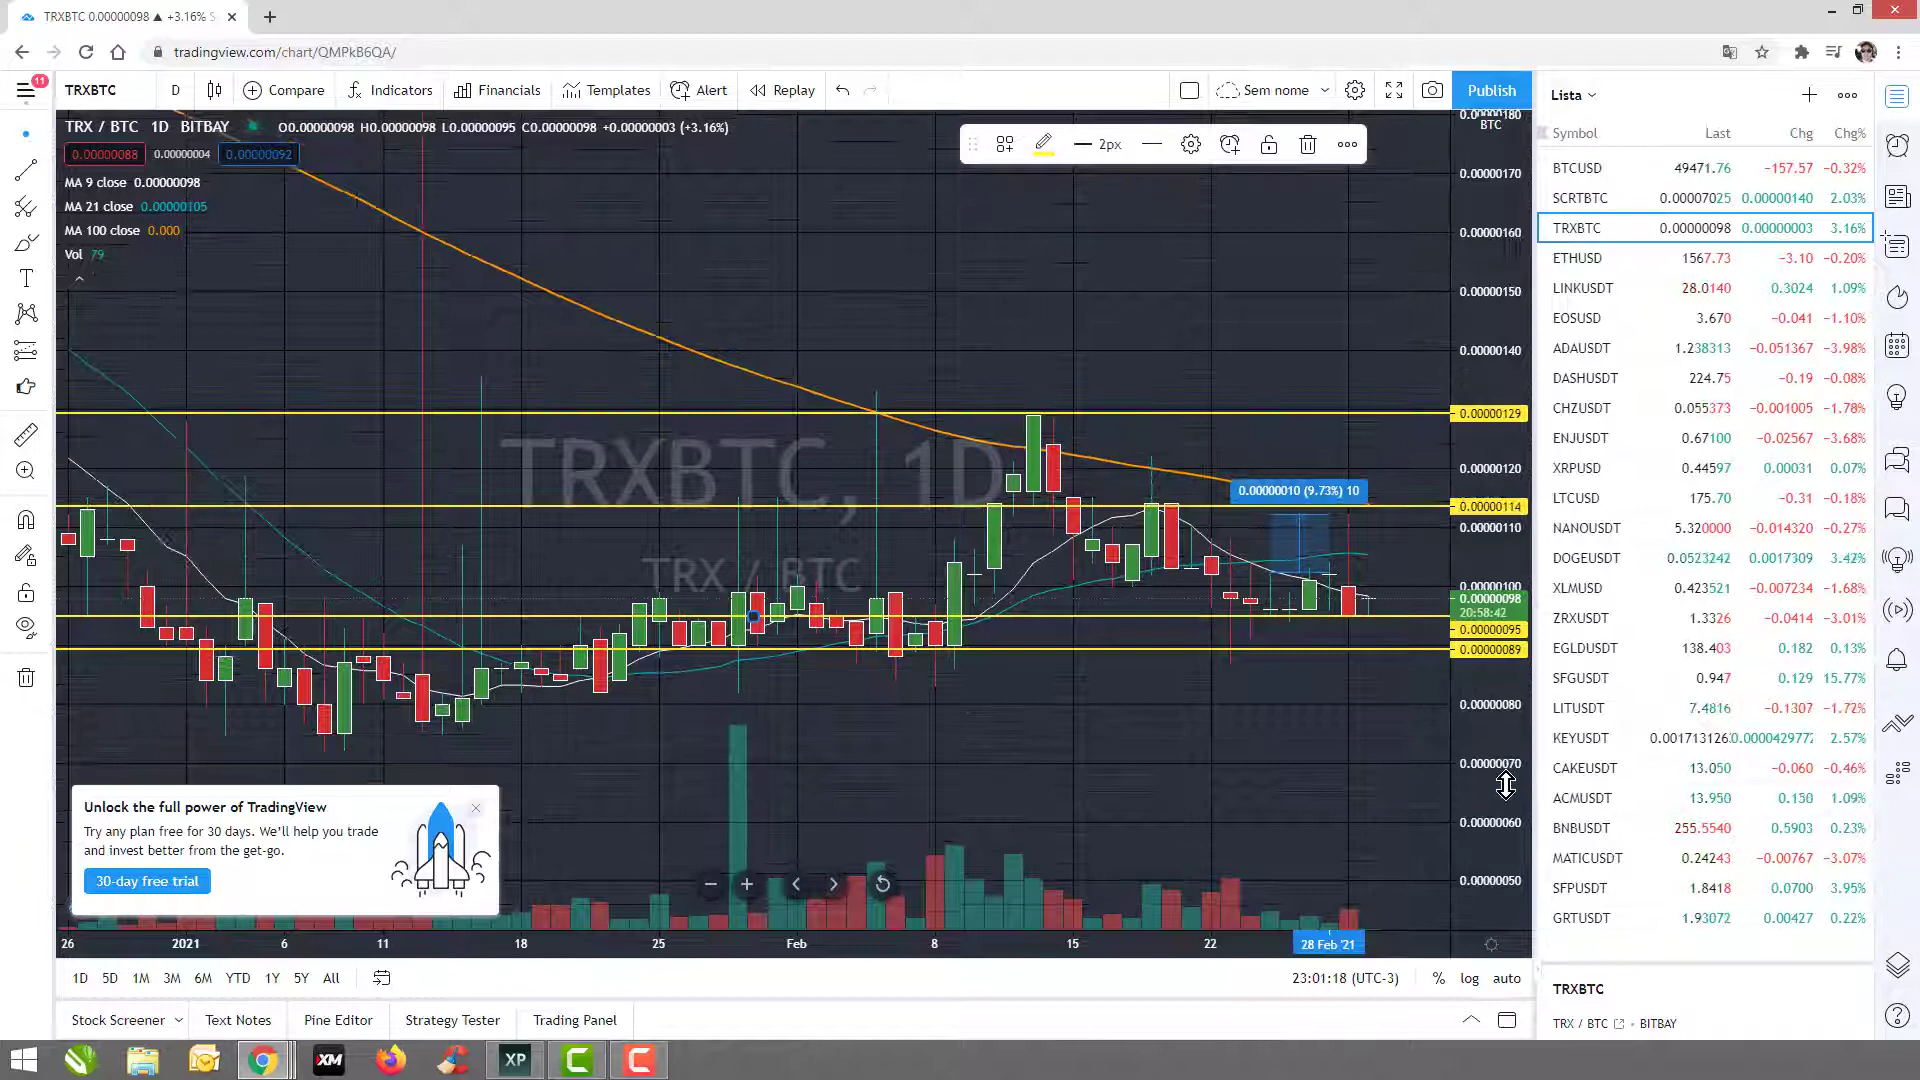 TRXBTC 0.00000098 ▲ +3.16% S
tradingview.com/chart/QMPkB6QA/
11
TRXBTC D Compare Indicators Financials Templates Alert Replay Sem nome Publish
TRX / BTC 1D BITBAY O0.00000098 H0.00000098 L0.00000095 C0.00000098 +0.00000003 (+3.16%)
0.00000088 0.00000004 0.00000092
MA 9 close 0.00000098
MA 21 close 0.00000105
MA 100 close 0.000
Vol 79
2px
BTC
0.00000170
0.00000160
0.00000150
0.00000140
0.00000129
0.00000120
0.00000114
0.00000110
0.00000100
0.00000098
20:58:42
0.00000095
0.00000089
0.00000080
0.00000070
0.00000060
0.00000050
TRXBTC, 1D
TRX / BTC
0.00000010 (9.73%) 10
Unlock the full power of TradingView
Try any plan free for 30 days. We'll help you trade
and invest better from the get-go.
30-day free trial
26 2021 6 11 18 25 Feb 8 15 22 28 Feb '21
1D 5D 1M 3M 6M YTD 1Y 5Y All 23:01:18 (UTC-3) % log auto
Stock Screener Text Notes Pine Editor Strategy Tester Trading Panel
Lista
Symbol Last Chg Chg%
BTCUSD 49471.76 −157.57 −0.32%
SCRTBTC 0.00007025 0.00000140 2.03%
TRXBTC 0.00000098 0.00000003 3.16%
ETHUSD 1567.73 −3.10 −0.20%
LINKUSDT 28.0140 0.3024 1.09%
EOSUSD 3.670 −0.041 −1.10%
ADAUSDT 1.238313 −0.051367 −3.98%
DASHUSDT 224.75 −0.19 −0.08%
CHZUSDT 0.055373 −0.001005 −1.78%
ENJUSDT 0.67100 −0.02567 −3.68%
XRPUSD 0.44597 0.00031 0.07%
LTCUSD 175.70 −0.31 −0.18%
NANOUSDT 5.320000 −0.014320 −0.27%
DOGEUSDT 0.0523242 0.0017309 3.42%
XLMUSD 0.423521 −0.007234 −1.68%
ZRXUSDT 1.3326 −0.0414 −3.01%
EGLDUSDT 138.403 0.182 0.13%
SFGUSDT 0.947 0.129 15.77%
LITUSDT 7.4816 −0.1307 −1.72%
KEYUSDT 0.001713126 0.000042977 2.57%
CAKEUSDT 13.050 −0.060 −0.46%
ACMUSDT 13.950 0.150 1.09%
BNBUSDT 255.5540 0.5903 0.23%
MATICUSDT 0.24243 −0.00767 −3.07%
SFPUSDT 1.8418 0.0700 3.95%
GRTUSDT 1.93072 0.00427 0.22%
TRXBTC
TRX / BTC • BITBAY
XM XP